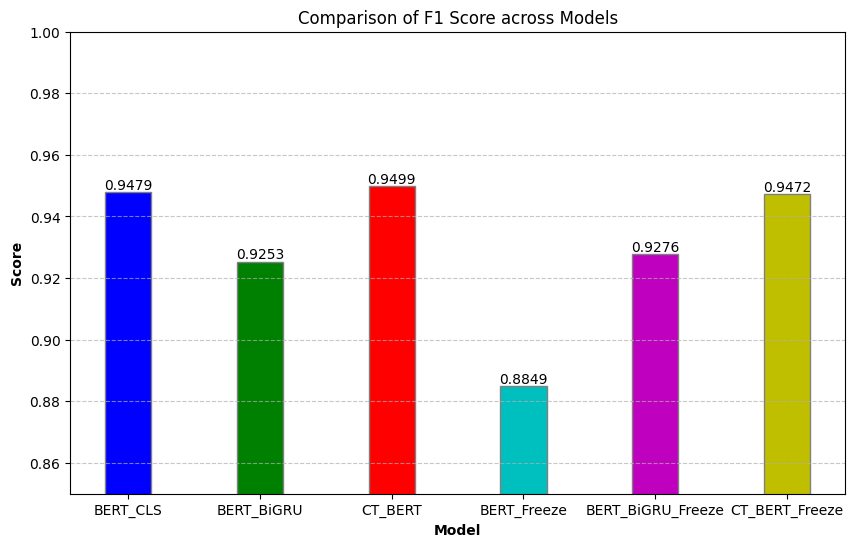 Comparison of F1 Score across Models
1.00
0.98
0.96
0.94
0.92
0.90
0.88
0.86
Score
0.9479
0.9253
0.9499
0.8849
0.9276
0.9472
BERT_CLS
BERT_BiGRU
CT_BERT
BERT_Freeze
BERT_BiGRU_Freeze
CT_BERT_Freeze
Model